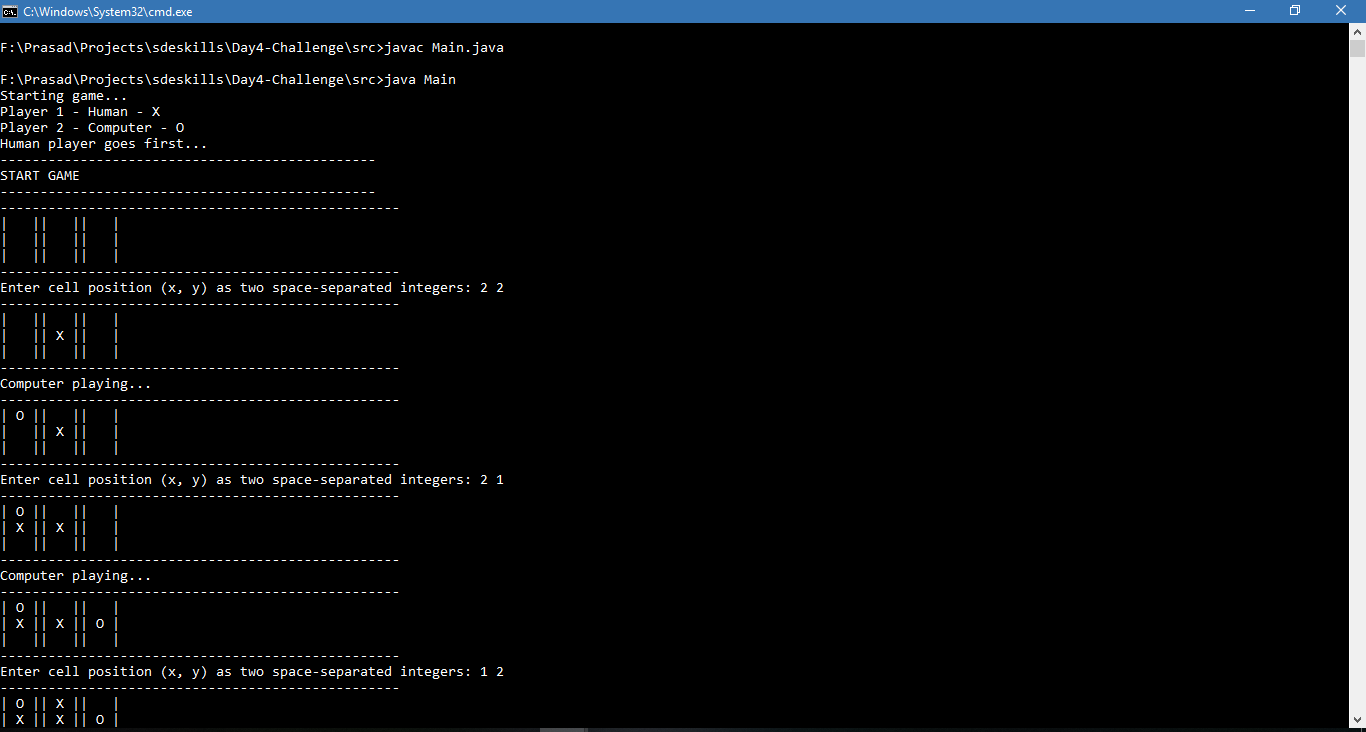 C:\Windows\System32\cmd.exe
F:\Prasad\Projects\sdeskills\Day4-Challenge\src>javac Main.java
F:\Prasad\Projects\sdeskills\Day4-Challenge\src>java Main
Starting game...
Player 1 - Human - X
Player 2 - Computer - O
Human player goes first...
-----------------------------------------------
START GAME
-----------------------------------------------
--------------------------------------------------
|   ||   ||   |
|   ||   ||   |
|   ||   ||   |
--------------------------------------------------
Enter cell position (x, y) as two space-separated integers: 2 2
--------------------------------------------------
|   ||   ||   |
|   || X ||   |
|   ||   ||   |
--------------------------------------------------
Computer playing...
--------------------------------------------------
| O ||   ||   |
|   || X ||   |
|   ||   ||   |
--------------------------------------------------
Enter cell position (x, y) as two space-separated integers: 2 1
--------------------------------------------------
| O ||   ||   |
| X || X ||   |
|   ||   ||   |
--------------------------------------------------
Computer playing...
--------------------------------------------------
| O ||   ||   |
| X || X || O |
|   ||   ||   |
--------------------------------------------------
Enter cell position (x, y) as two space-separated integers: 1 2
--------------------------------------------------
| O || X ||   |
| X || X || O |